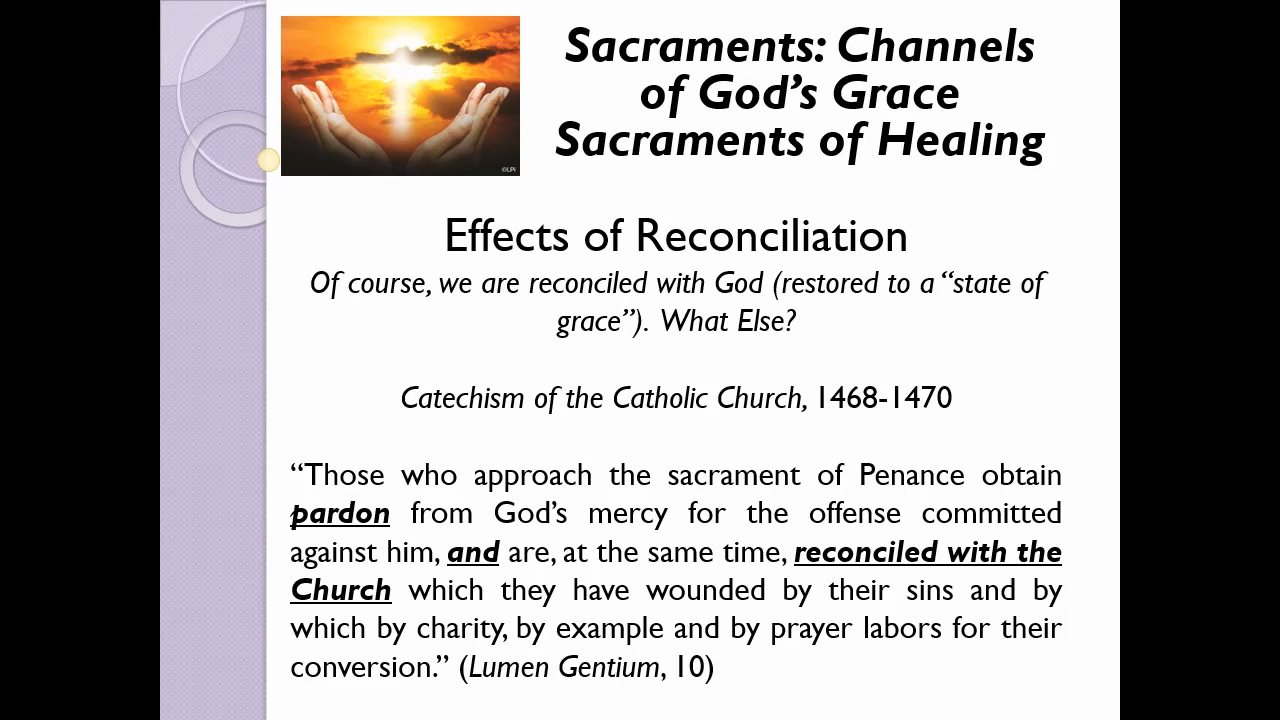 Sacraments: Channels
of God’s Grace
Sacraments of Healing
©LPi
Effects of Reconciliation
Of course, we are reconciled with God (restored to a “state of
grace”). What Else?
Catechism of the Catholic Church, 1468-1470
“Those who approach the sacrament of Penance obtain
pardon from God’s mercy for the offense committed
against him, and are, at the same time, reconciled with the
Church which they have wounded by their sins and by
which by charity, by example and by prayer labors for their
conversion.” (Lumen Gentium, 10)